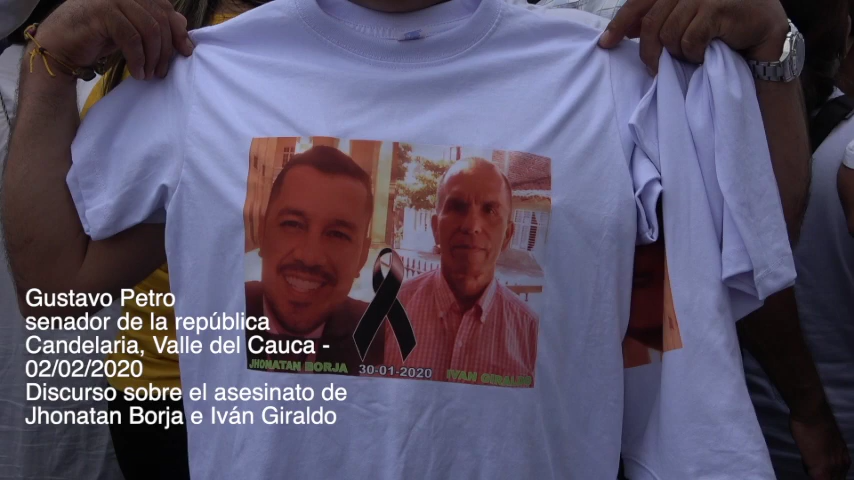 JHONATAN BORJA 30-01-2020 IVAN GIRALDO
Gustavo Petro
senador de la república
Candelaria, Valle del Cauca -
02/02/2020
Discurso sobre el asesinato de
Jhonatan Borja e Iván Giraldo